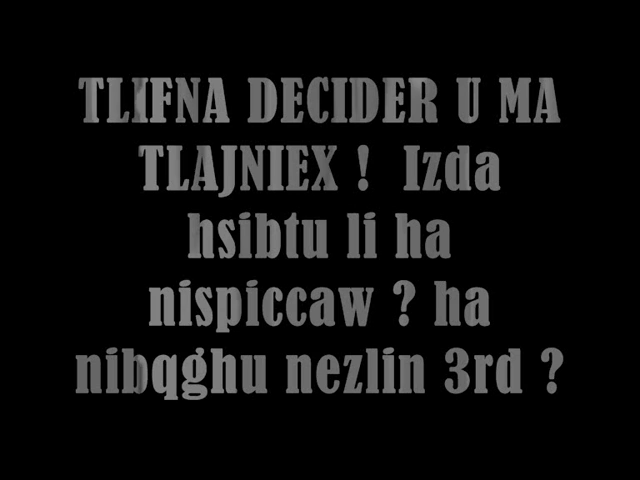 TLIFNA DECIDER U MA
TLAJNIEX ! Izda
hsibtu li ha
nispiccaw ? ha
nibqghu nezlin 3rd ?